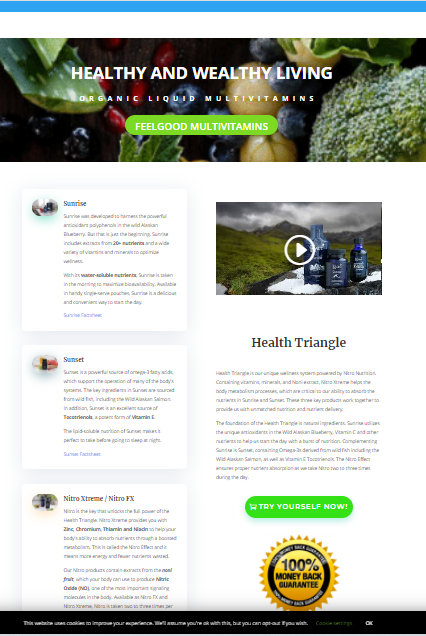 HEALTHY AND WEALTHY LIVING
ORGANIC LIQUID MULTIVITAMINS
FEELGOOD MULTIVITAMINS
Sunrise
Sunrise was developed to harness the powerful
antioxidant polyphenols in the wild Alaskan
Blueberry. But that is just the beginning. Sunrise
includes extracts from 20+ nutrients and a wide
variety of vitamins and minerals to optimize
wellness.
With its water-soluble nutrients, Sunrise is taken
in the morning to maximize bioavailability. Available
in handy single-serve pouches, Sunrise is a delicious
and convenient way to start the day.
Sunrise Factsheet
Sunset
Sunset is a powerful source of omega-3 fatty acids,
which support the operation of many of the body's
systems. The key ingredients in Sunset are sourced
from wild fish, including the Wild Alaskan Salmon.
In addition, Sunset is an excellent source of
Tocotrienols, a potent form of Vitamin E.
The lipid-soluble nutrition of Sunset makes it
perfect to take before going to sleep at night.
Sunset Factsheet
Nitro Xtreme / Nitro FX
Nitro is the key that unlocks the full power of the
Health Triangle. Nitro Xtreme provides you with
Zinc, Chromium, Thiamin and Niacin to help your
body's ability to absorb nutrients through a boosted
metabolism. This is called the Nitro Effect and it
means more energy and fewer nutrients wasted.
Our Nitro products contain extracts from the noni
fruit, which your body can use to produce Nitric
Oxide (NO), one of the most important signaling
molecules in the body. Available as Nitro FX and
Nitro Xtreme, Nitro is taken two to three times per
Health Triangle
Health Triangle is our unique wellness system powered by Nitro Nutrition.
Containing vitamins, minerals, and Noni extract, Nitro Xtreme helps the
body metabolism processes, which are critical to our ability to absorb the
nutrients in Sunrise and Sunset. These three key products work together to
provide us with unmatched nutrition and nutrient delivery.
The foundation of the Health Triangle is natural ingredients. Sunrise utilizes
the unique antioxidants in the Wild Alaskan Blueberry, Vitamin C and other
nutrients to help us start the day with a burst of nutrition. Complementing
Sunrise is Sunset, containing Omega-3s derived from wild fish including the
Wild Alaskan Salmon, as well as Vitamin E Tocotrienols. The Nitro Effect
ensures proper nutrient absorption as we take Nitro two to three times
during the day.
TRY YOURSELF NOW!
MONEY BACK GUARANTEE
100%
MONEY BACK
GUARANTEE
This website uses cookies to improve your experience. We'll assume you're ok with this, but you can opt-out if you wish. Cookie settings OK